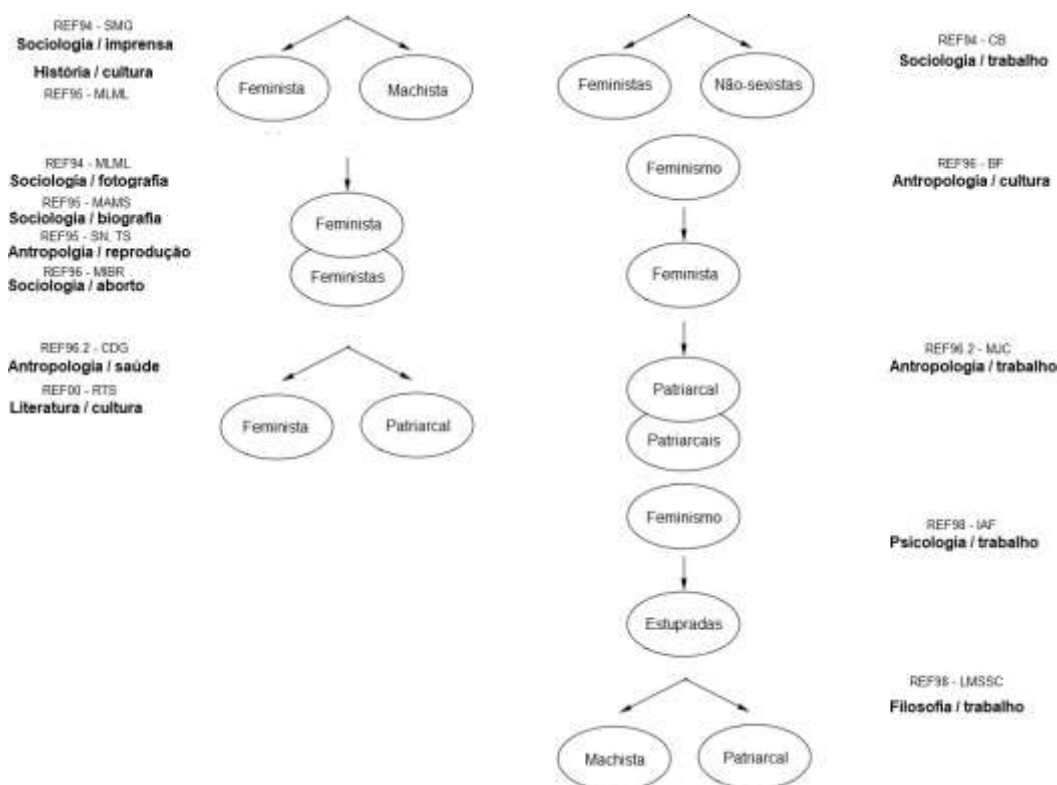 REF94 - SMG
Sociologia / imprensa
História / cultura
REF95 - MLML
Feminista
Machista
REF94 - MLML
Sociologia / fotografia
REF95 - MAMS
Sociologia / biografia
REF95 - SN, TS
Antropolgia / reprodução
REF96 - MIBR
Sociologia / aborto
Feminista
Feministas
REF96.2 - CDG
Antropologia / saúde
REF00 - RTS
Literatura / cultura
Feminista
Patriarcal
Feministas
Não-sexistas
REF94 - CB
Sociologia / trabalho
Feminismo
Feminista
REF96 - BF
Antropologia / cultura
Patriarcal
Patriarcais
REF96.2 - MJC
Antropologia / trabalho
Feminismo
Estupradas
REF98 - IAF
Psicologia / trabalho
Machista
Patriarcal
REF98 - LMSSC
Filosofia / trabalho